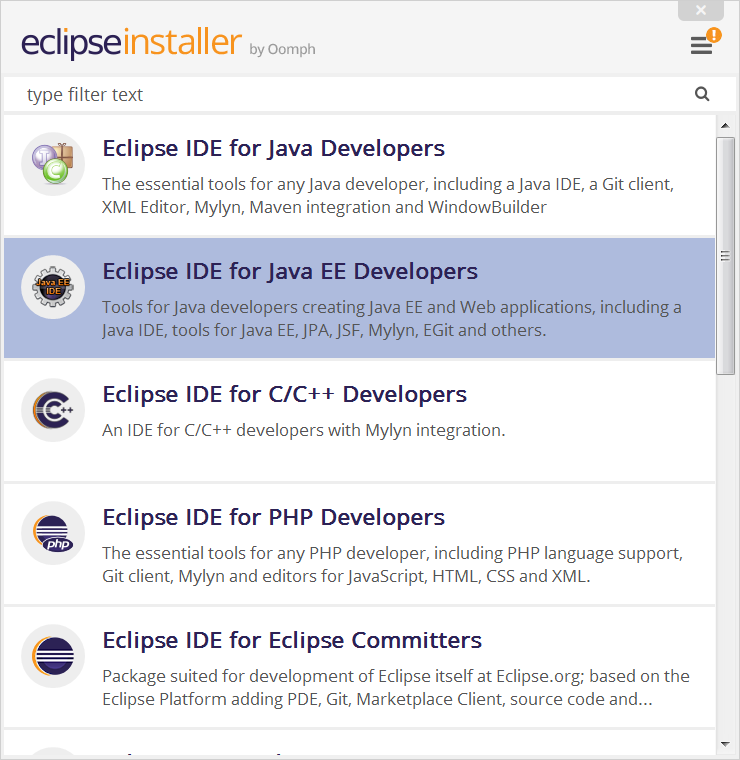 eclipseinstaller by Oomph
type filter text
Eclipse IDE for Java Developers
The essential tools for any Java developer, including a Java IDE, a Git client,
XML Editor, Mylyn, Maven integration and WindowBuilder
Java EE
IDE
Eclipse IDE for Java EE Developers
Tools for Java developers creating Java EE and Web applications, including a
Java IDE, tools for Java EE, JPA, JSF, Mylyn, EGit and others.
C++
Eclipse IDE for C/C++ Developers
An IDE for C/C++ developers with Mylyn integration.
php
Eclipse IDE for PHP Developers
The essential tools for any PHP developer, including PHP language support,
Git client, Mylyn and editors for JavaScript, HTML, CSS and XML.
Eclipse IDE for Eclipse Committers
Package suited for development of Eclipse itself at Eclipse.org; based on the
Eclipse Platform adding PDE, Git, Marketplace Client, source code and...